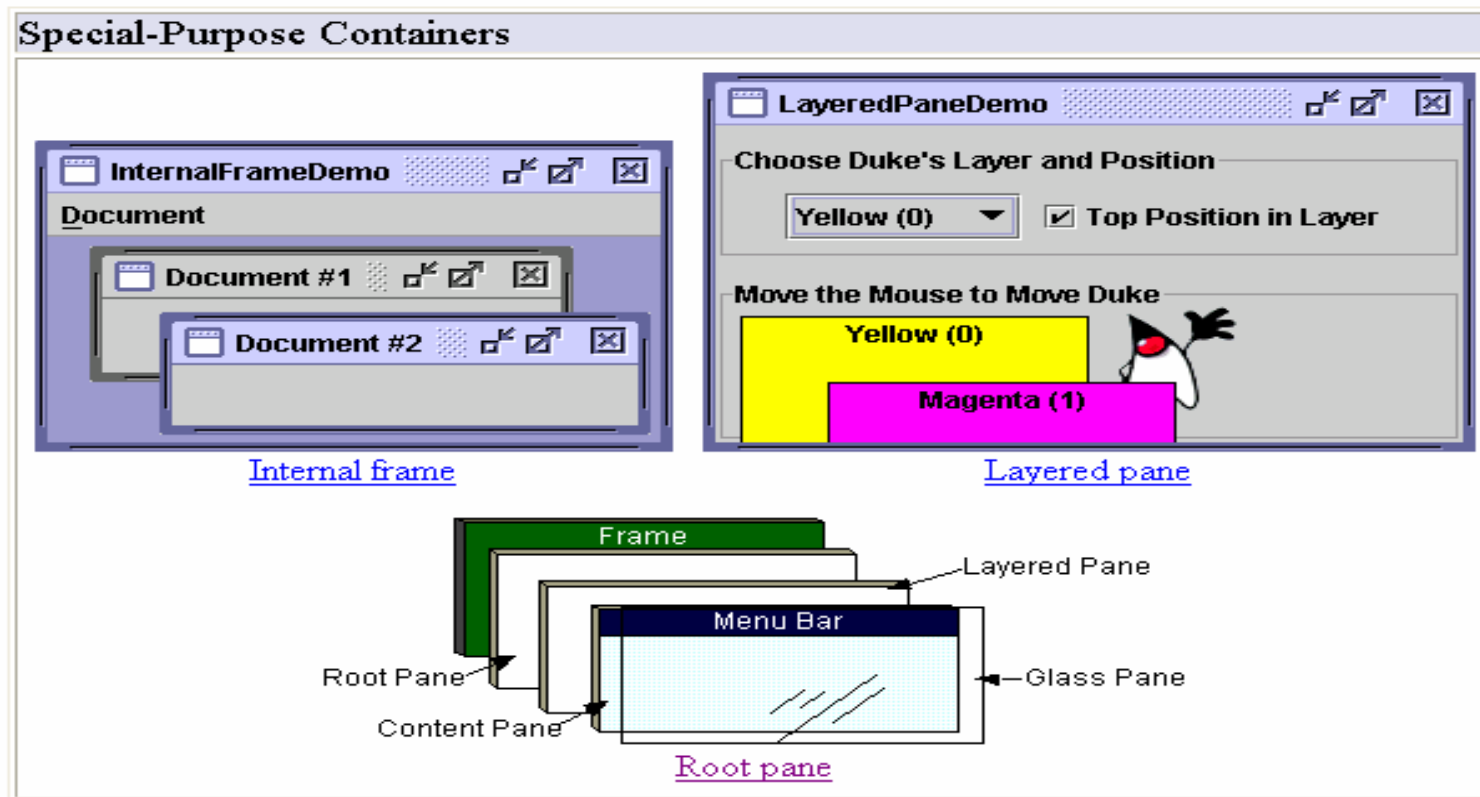 Special-Purpose Containers
InternalFrameDemo
Document
Document #1
Document #2
Internal frame
LayeredPaneDemo
Choose Duke's Layer and Position
Yellow (0)
Top Position in Layer
Move the Mouse to Move Duke
Yellow (0)
Magenta (1)
Layered pane
Frame
Layered Pane
Menu Bar
Root Pane
Glass Pane
Content Pane
Root pane